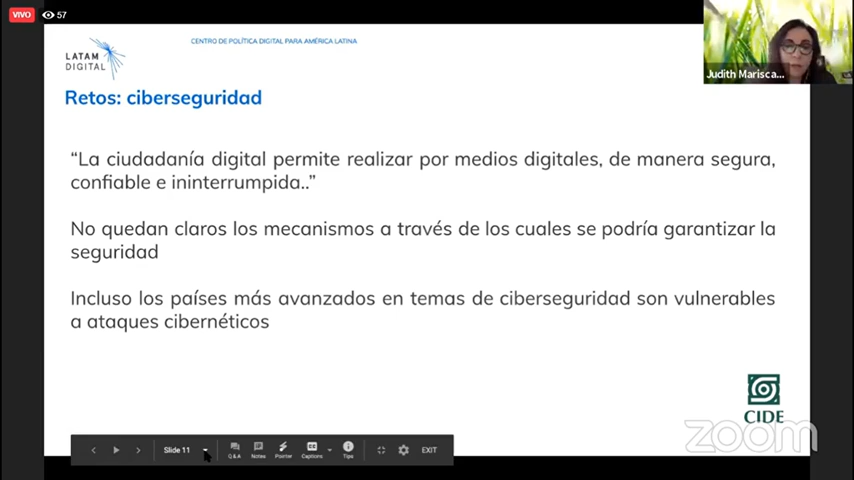 VIVO
57
LATAM
DIGITAL
CENTRO DE POLÍTICA DIGITAL PARA AMÉRICA LATINA
Judith Marisca...
Retos: ciberseguridad
“La ciudadanía digital permite realizar por medios digitales, de manera segura,
confiable e ininterrumpida..”
No quedan claros los mecanismos a través de los cuales se podría garantizar la
seguridad
Incluso los países más avanzados en temas de ciberseguridad son vulnerables
a ataques cibernéticos
CIDE
zoom
Slide 11
Q&A
Notes
Pointer
Captions
Tips
EXIT